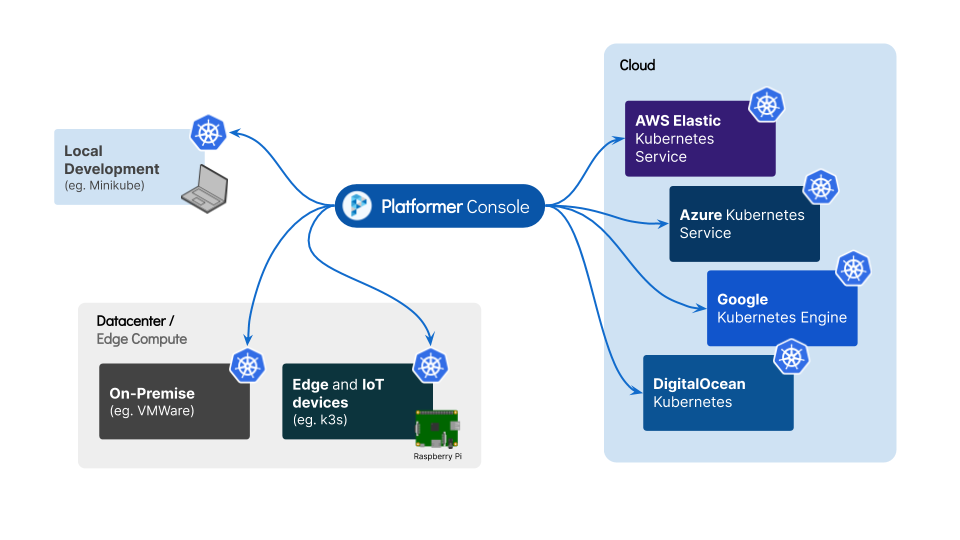 Cloud
AWS Elastic
Kubernetes
Service
Local
Development
(eg. Minikube)
Platformer Console
Azure Kubernetes
Service
Google
Kubernetes Engine
Datacenter /
Edge Compute
On-Premise
(eg. VMWare)
Edge and IoT
devices
(eg. k3s)
Raspberry Pi
DigitalOcean
Kubernetes